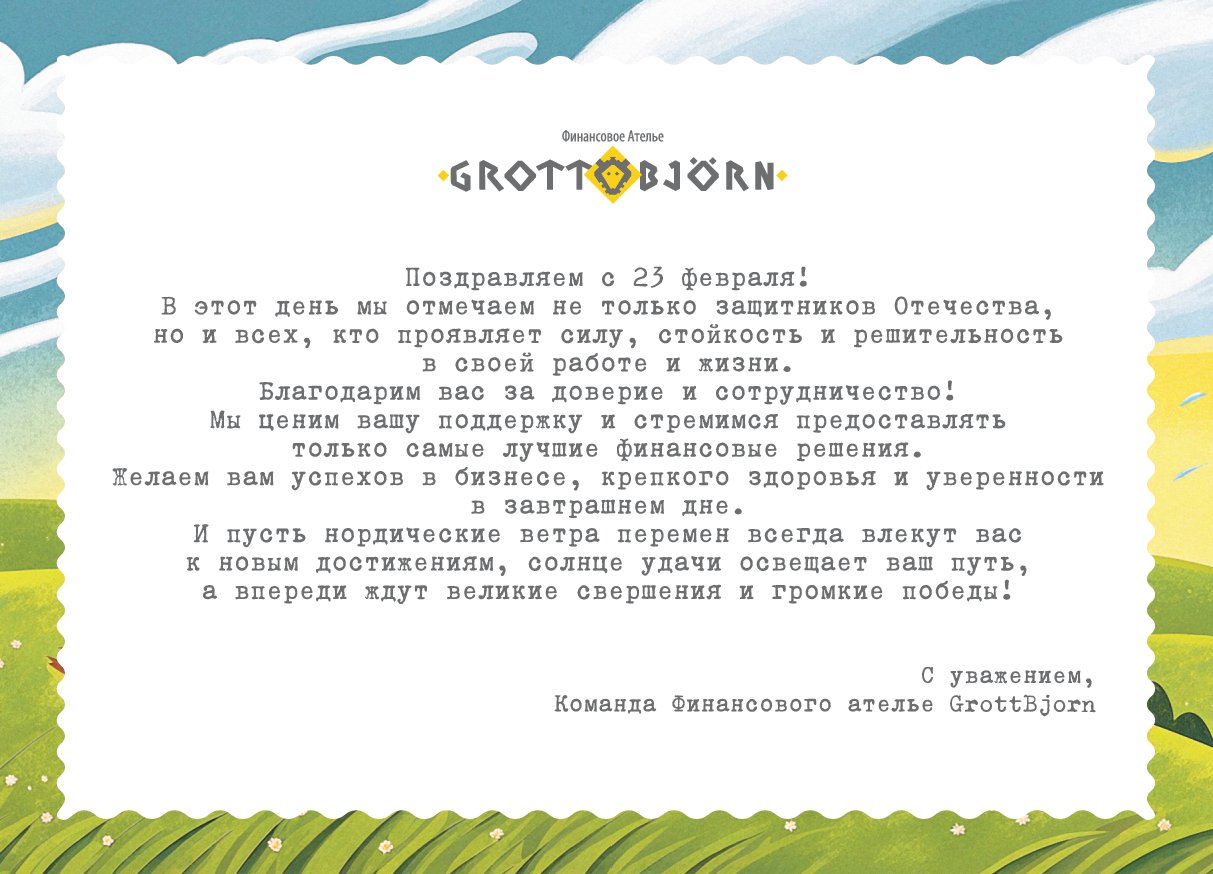 Финансовое Ателье
GROTTBJÖRN
Поздравляем с 23 февраля!
В этот день мы отмечаем не только защитников Отечества,
но и всех, кто проявляет силу, стойкость и решительность
в своей работе и жизни.
Благодарим вас за доверие и сотрудничество!
Мы ценим вашу поддержку и стремимся предоставлять
только самые лучшие финансовые решения.
Желаем вам успехов в бизнесе, крепкого здоровья и уверенности
в завтрашнем дне.
И пусть нордические ветра перемен всегда влекут вас
к новым достижениям, солнце удачи освещает ваш путь,
а впереди ждут великие свершения и громкие победы!
С уважением,
Команда Финансового ателье GrottBjorn